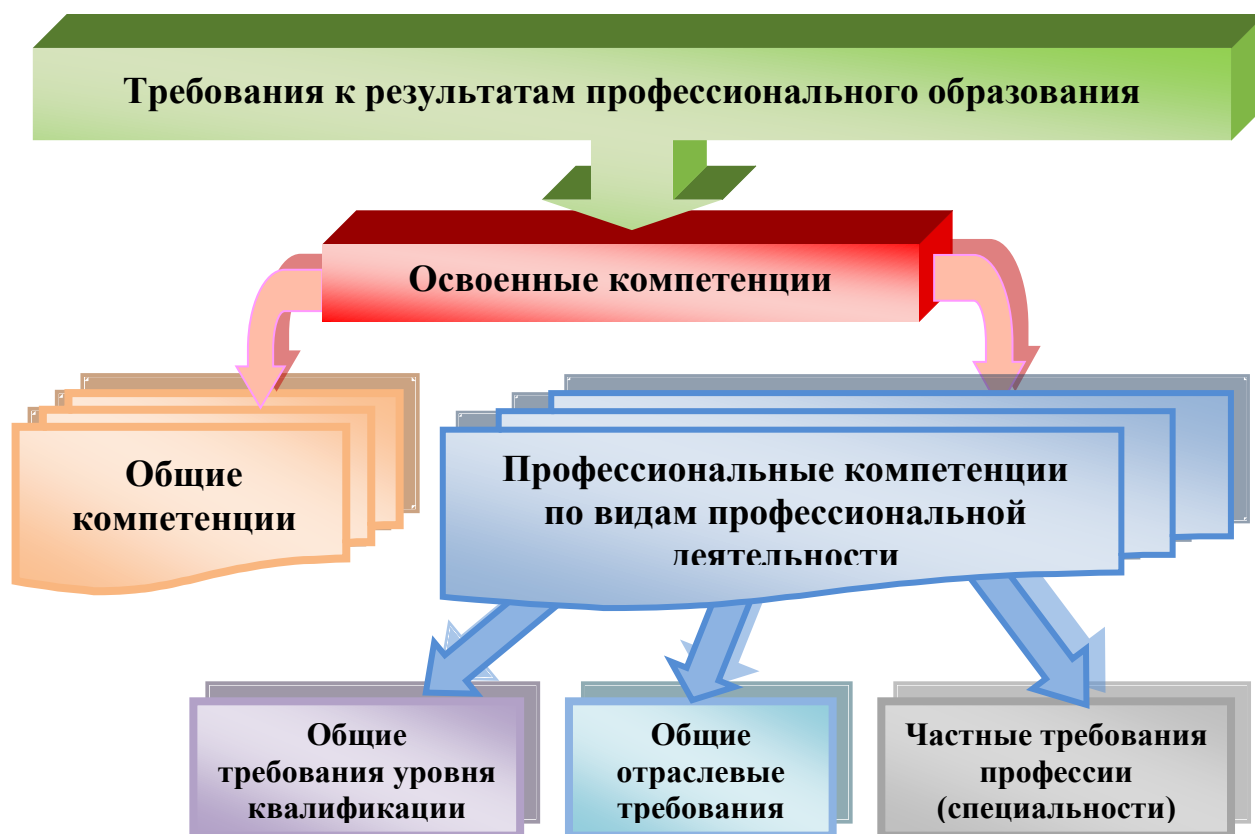 Требования к результатам профессионального образования
Освоенные компетенции
Общие
компетенции
Профессиональные компетенции
по видам профессиональной
деятельности
Общие
требования уровня
квалификации
Общие
отраслевые
требования
Частные требования
профессии
(специальности)